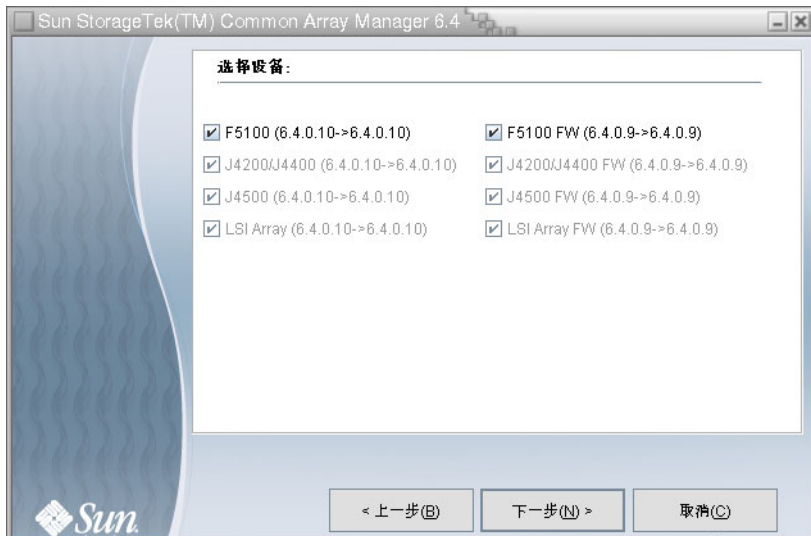 Sun StorageTek(TM) Common Array Manager 6.4
选择设备:
F5100 (6.4.0.10->6.4.0.10)
F5100 FW (6.4.0.9->6.4.0.9)
J4200/J4400 (6.4.0.10->6.4.0.10)
J4200/J4400 FW (6.4.0.9->6.4.0.9)
J4500 (6.4.0.10->6.4.0.10)
J4500 FW (6.4.0.9->6.4.0.9)
LSI Array (6.4.0.10->6.4.0.10)
LSI Array FW (6.4.0.9->6.4.0.9)
Sun
< 上一步(B)
下一步(N) >
取消(C)